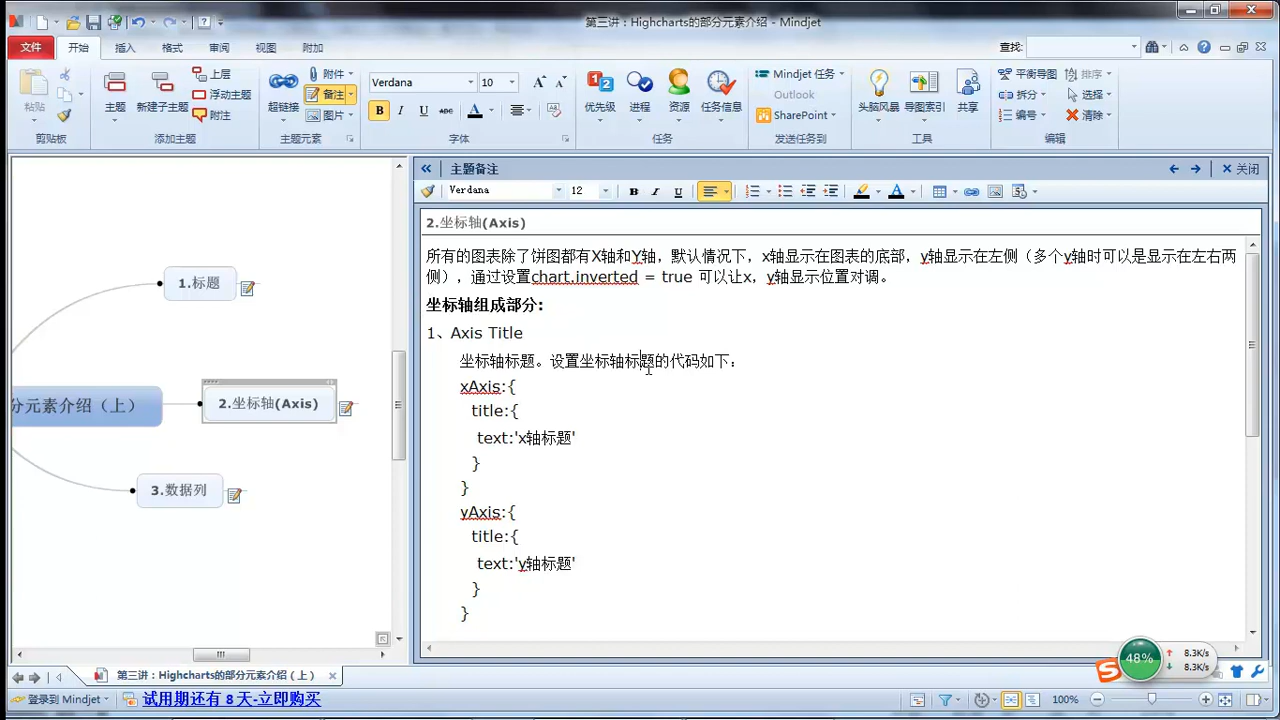 第三讲：Highcharts的部分元素介绍 - Mindjet
文件 开始 插入 格式 审阅 视图 附加 查找:
粘贴 主题 新建子主题 上层 浮动主题 附注 超链接 附件 备注 图片
Verdana 10
B I U abc A
优先级 进程 资源 任务信息 Mindjet 任务 Outlook SharePoint 头脑风暴 导图索引 共享 平衡导图 拆分 编号 排序 选择 清除
剪贴板 添加主题 主题元素 字体 任务 发送任务到 工具 编辑
主题备注 关闭
Verdana 12 B I U A
2.坐标轴(Axis)
所有的图表除了饼图都有X轴和Y轴，默认情况下，x轴显示在图表的底部，y轴显示在左侧（多个y轴时可以是显示在左右两
侧），通过设置chart.inverted = true 可以让x，y轴显示位置对调。
坐标轴组成部分：
1、Axis Title
坐标轴标题。设置坐标轴标题的代码如下：
xAxis:{
title:{
text:'x轴标题'
}
}
yAxis:{
title:{
text:'y轴标题'
}
}
1.标题
分元素介绍（上）
2.坐标轴(Axis)
3.数据列
48% 8.3K/s
8.3K/s
第三讲：Highcharts的部分元素介绍（上）
登录到 Mindjet 试用期还有 8 天-立即购买 100%